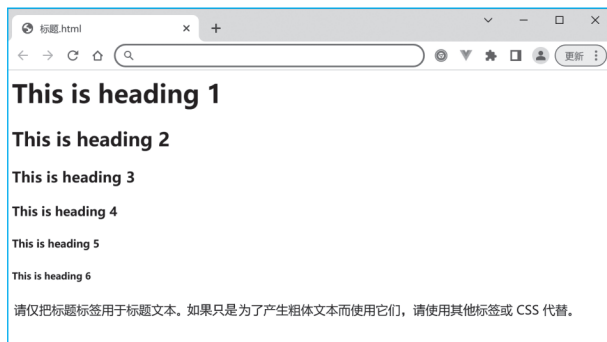 标题.html
更新
This is heading 1
This is heading 2
This is heading 3
This is heading 4
This is heading 5
This is heading 6
请仅把标题标签用于标题文本。如果只是为了产生粗体文本而使用它们，请使用其他标签或 CSS 代替。